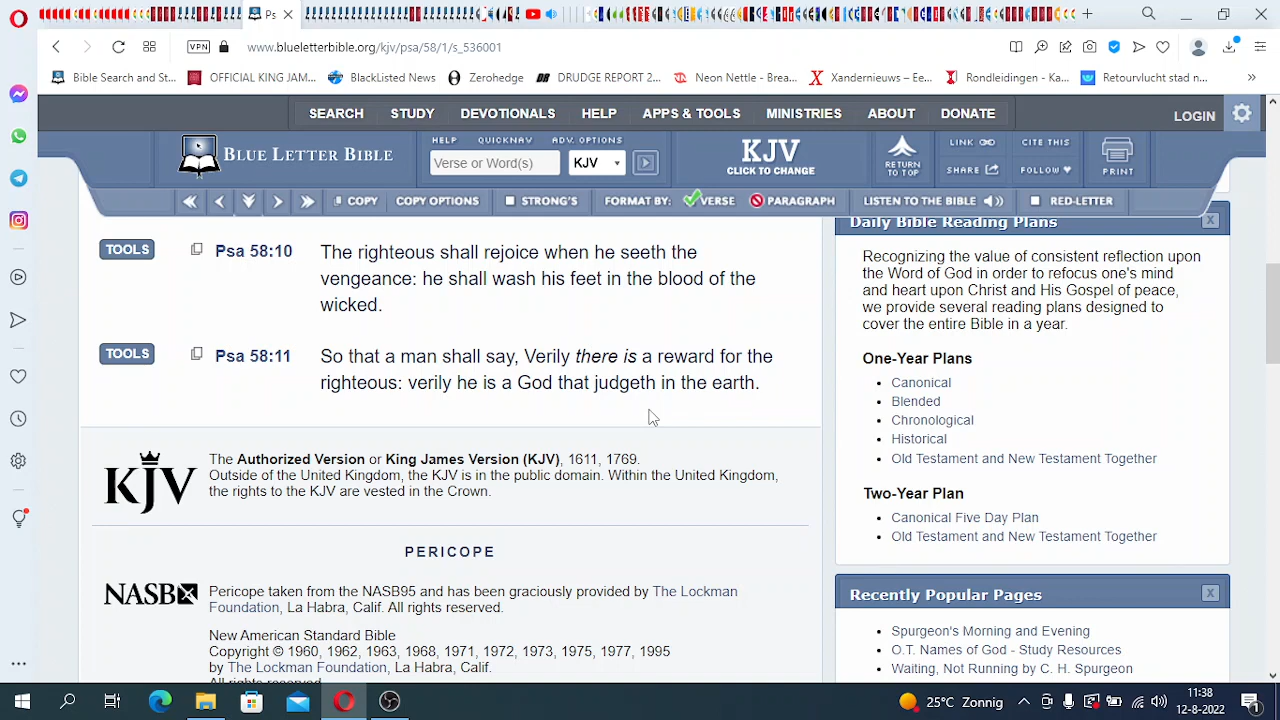 Ps
VPN
www.blueletterbible.org/kjv/psa/58/1/s_536001
Bible Search and St...
OFFICIAL KING JAM...
BlackListed News
Zerohedge
DRUDGE REPORT 2...
Neon Nettle - Brea...
Xandernieuws – Ee...
Rondleidingen - Ka...
Retourvlucht stad n...
SEARCH
STUDY
DEVOTIONALS
HELP
APPS & TOOLS
MINISTRIES
ABOUT
DONATE
LOGIN
BLUE LETTER BIBLE
HELP
QUICKNAV
ADV. OPTIONS
Verse or Word(s)
KJV
KJV
CLICK TO CHANGE
RETURN
TO TOP
LINK
CITE THIS
SHARE
FOLLOW
PRINT
COPY
COPY OPTIONS
STRONG'S
FORMAT BY:
VERSE
PARAGRAPH
LISTEN TO THE BIBLE
RED-LETTER
TOOLS
Psa 58:10
The righteous shall rejoice when he seeth the
vengeance: he shall wash his feet in the blood of the
wicked.
TOOLS
Psa 58:11
So that a man shall say, Verily there is a reward for the
righteous: verily he is a God that judgeth in the earth.
KJV
The Authorized Version or King James Version (KJV), 1611, 1769.
Outside of the United Kingdom, the KJV is in the public domain. Within the United Kingdom,
the rights to the KJV are vested in the Crown.
PERICOPE
NASB
Pericope taken from the NASB95 and has been graciously provided by The Lockman
Foundation, La Habra, Calif. All rights reserved.
New American Standard Bible
Copyright © 1960, 1962, 1963, 1968, 1971, 1972, 1973, 1975, 1977, 1995
by The Lockman Foundation, La Habra, Calif.
All rights reserved
Daily Bible Reading Plans
X
Recognizing the value of consistent reflection upon
the Word of God in order to refocus one's mind
and heart upon Christ and His Gospel of peace,
we provide several reading plans designed to
cover the entire Bible in a year.
One-Year Plans
Canonical
Blended
Chronological
Historical
Old Testament and New Testament Together
Two-Year Plan
Canonical Five Day Plan
Old Testament and New Testament Together
Recently Popular Pages
X
Spurgeon's Morning and Evening
O.T. Names of God - Study Resources
Waiting, Not Running by C. H. Spurgeon
25°C Zonnig
11:38
12-8-2022
1